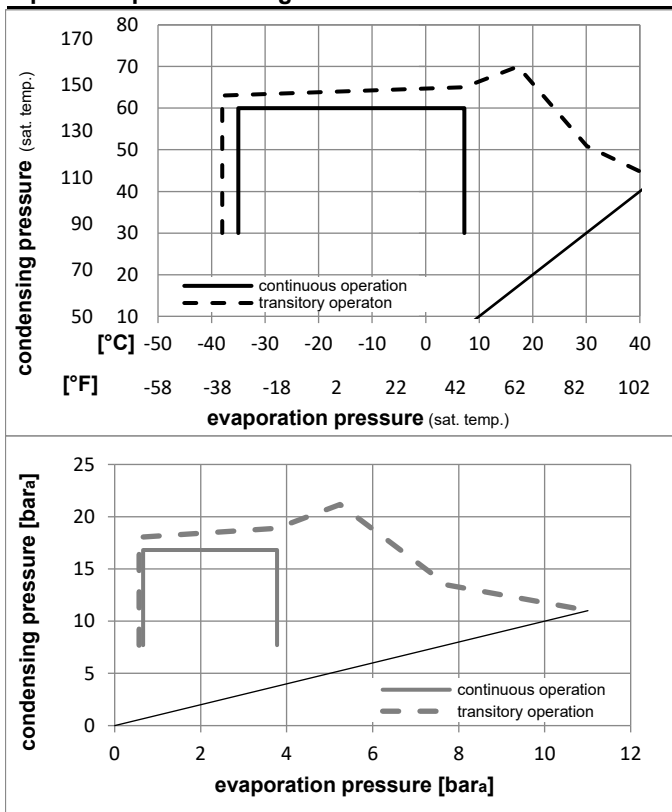 80
170
70
150
60
130
50
110
40
90
30
70
20
50
10
condensing pressure (sat. temp.)
continuous operation
transitory operaton
[°C] -50 -40 -30 -20 -10 0 10 20 30 40
[°F] -58 -38 -18 2 22 42 62 82 102
evaporation pressure (sat. temp.)
25
20
15
10
5
0
condensing pressure [bara]
continuous operation
transitory operation
0 2 4 6 8 10 12
evaporation pressure [bara]